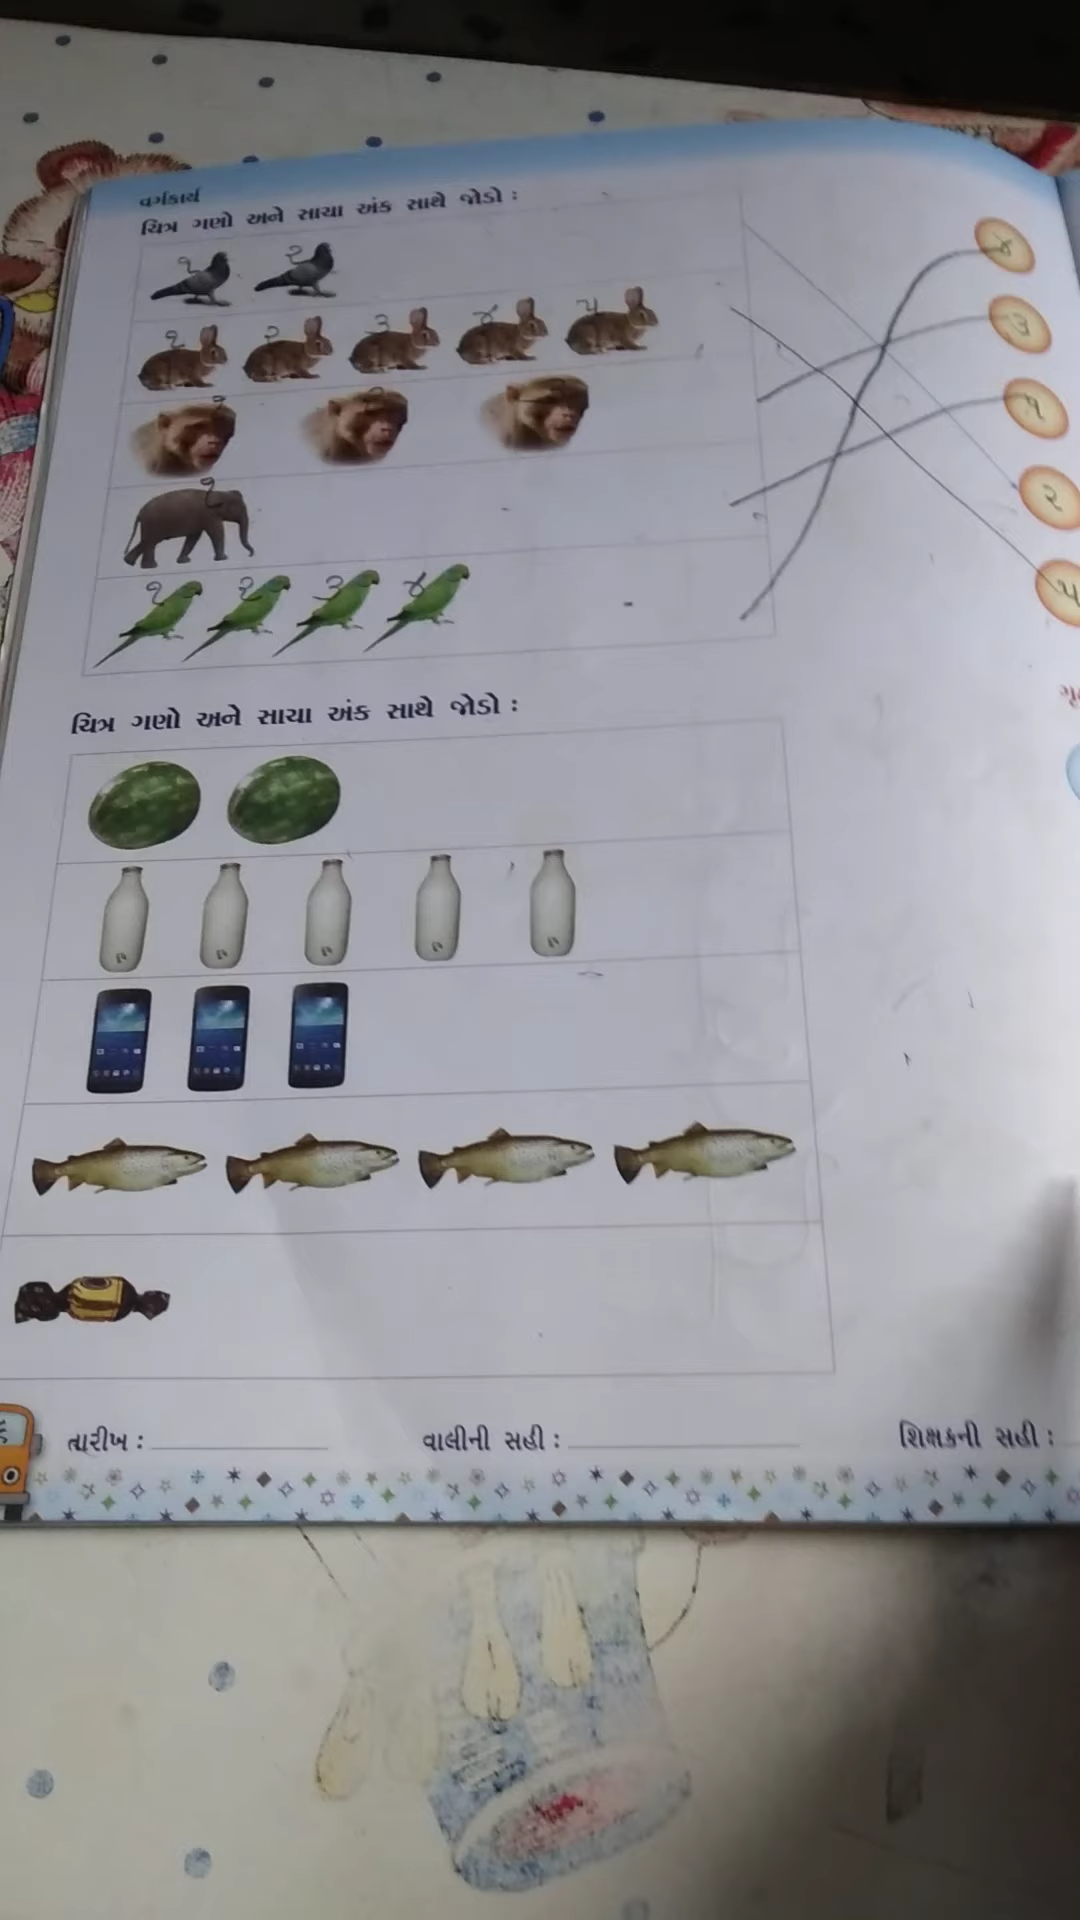 વર્ગકાર્ય
ચિત્ર ગણો અને સાચા અંક સાથે જોડો :
૧ ૨
૪
૧ ૨ ૩ ૪ ૫
૩
૧
૧
૨
૧ ૨ ૩ ૪
૫
ચિત્ર ગણો અને સાચા અંક સાથે જોડો :
તારીખ :
વાલીની સહી :
શિક્ષકની સહી :